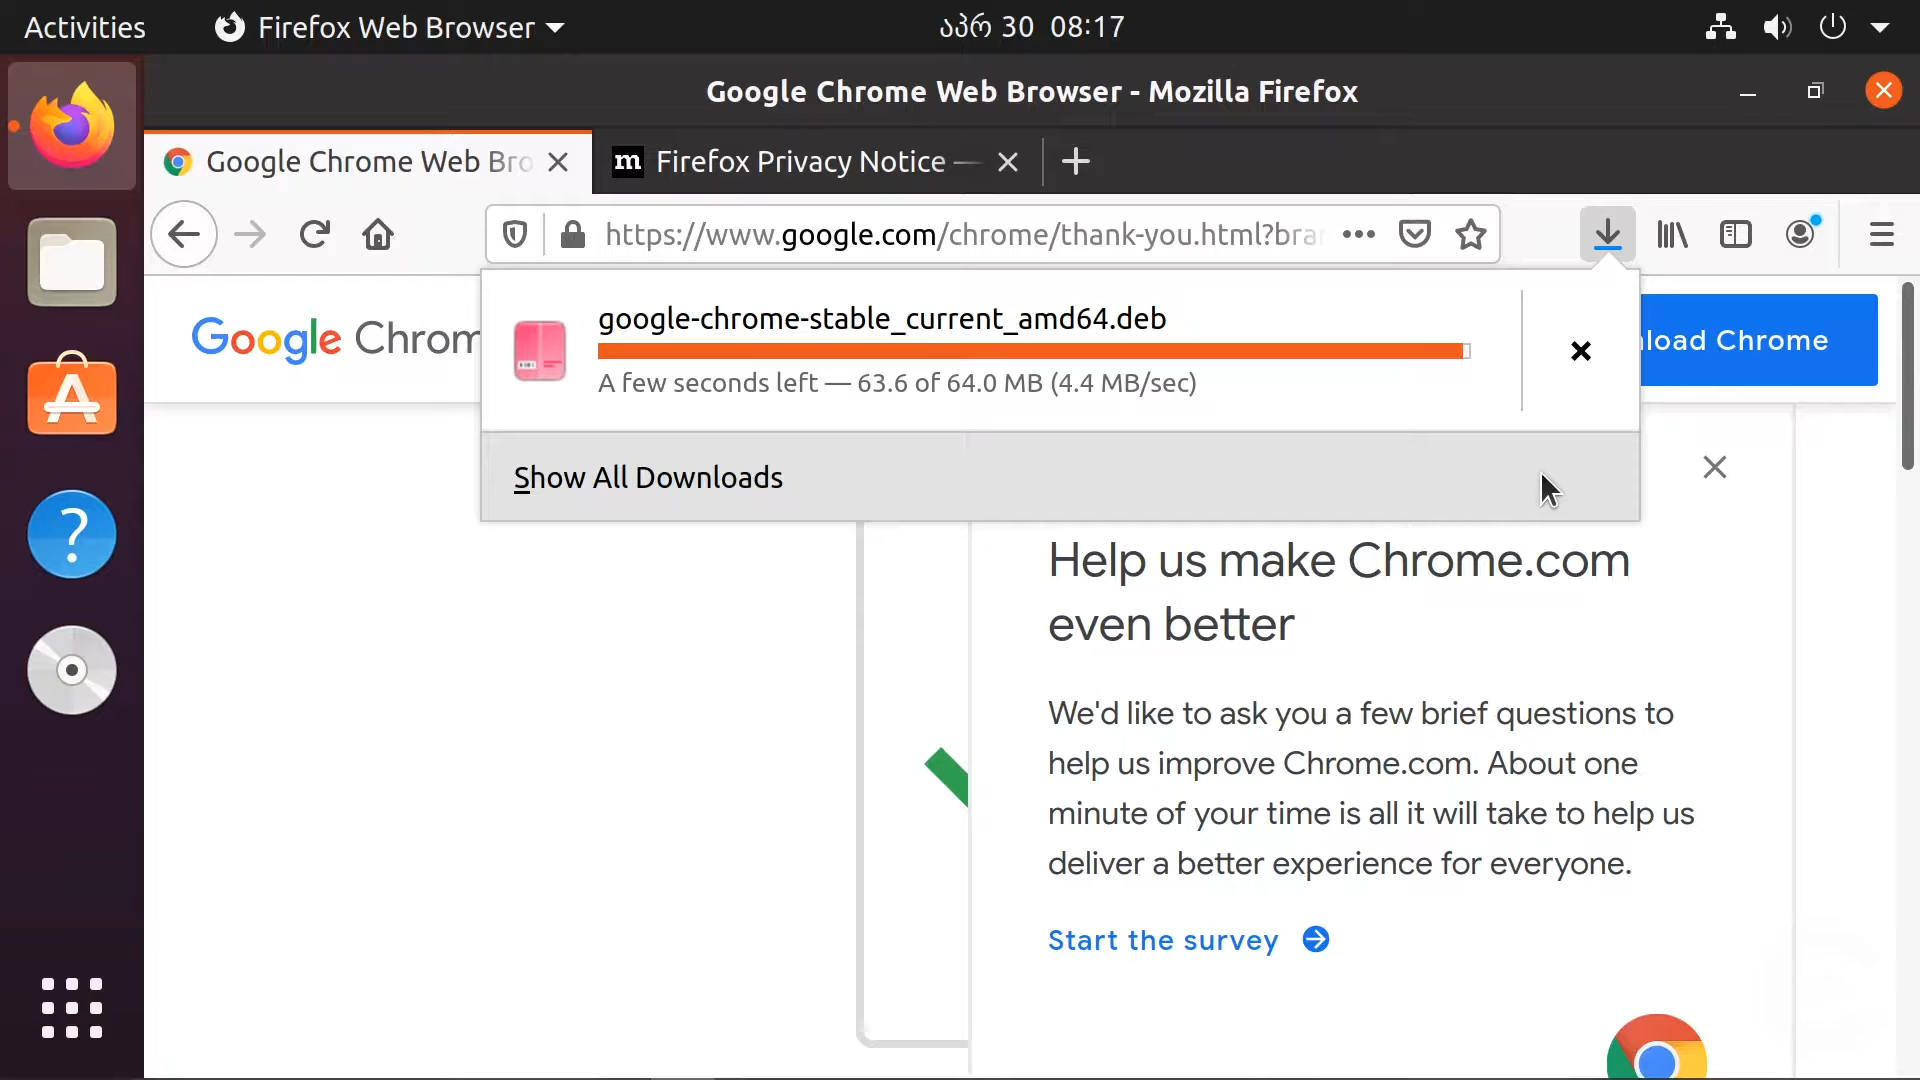 Activities
Firefox Web Browser
აპრ 30 08:17
Google Chrome Web Browser - Mozilla Firefox
Google Chrome Web Bro
Firefox Privacy Notice —
https://www.google.com/chrome/thank-you.html?bra
google-chrome-stable_current_amd64.deb
A few seconds left — 63.6 of 64.0 MB (4.4 MB/sec)
Show All Downloads
Google Chrom
load Chrome
Help us make Chrome.com
even better
We'd like to ask you a few brief questions to
help us improve Chrome.com. About one
minute of your time is all it will take to help us
deliver a better experience for everyone.
Start the survey